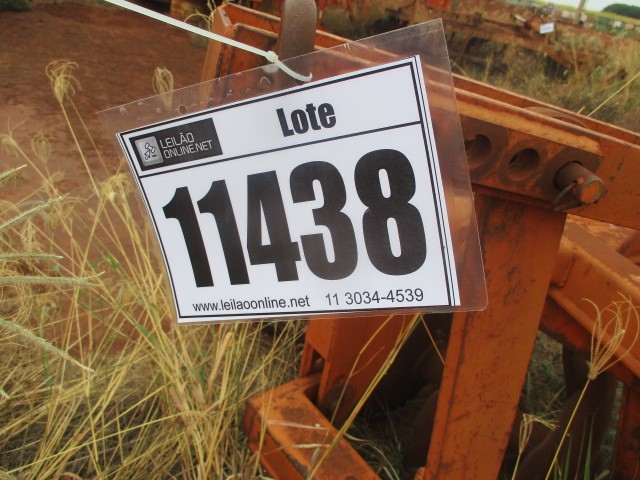 Lote
LEILÃO
ONLINE.NET
11438
www.leilaoonline.net 11 3034-4539